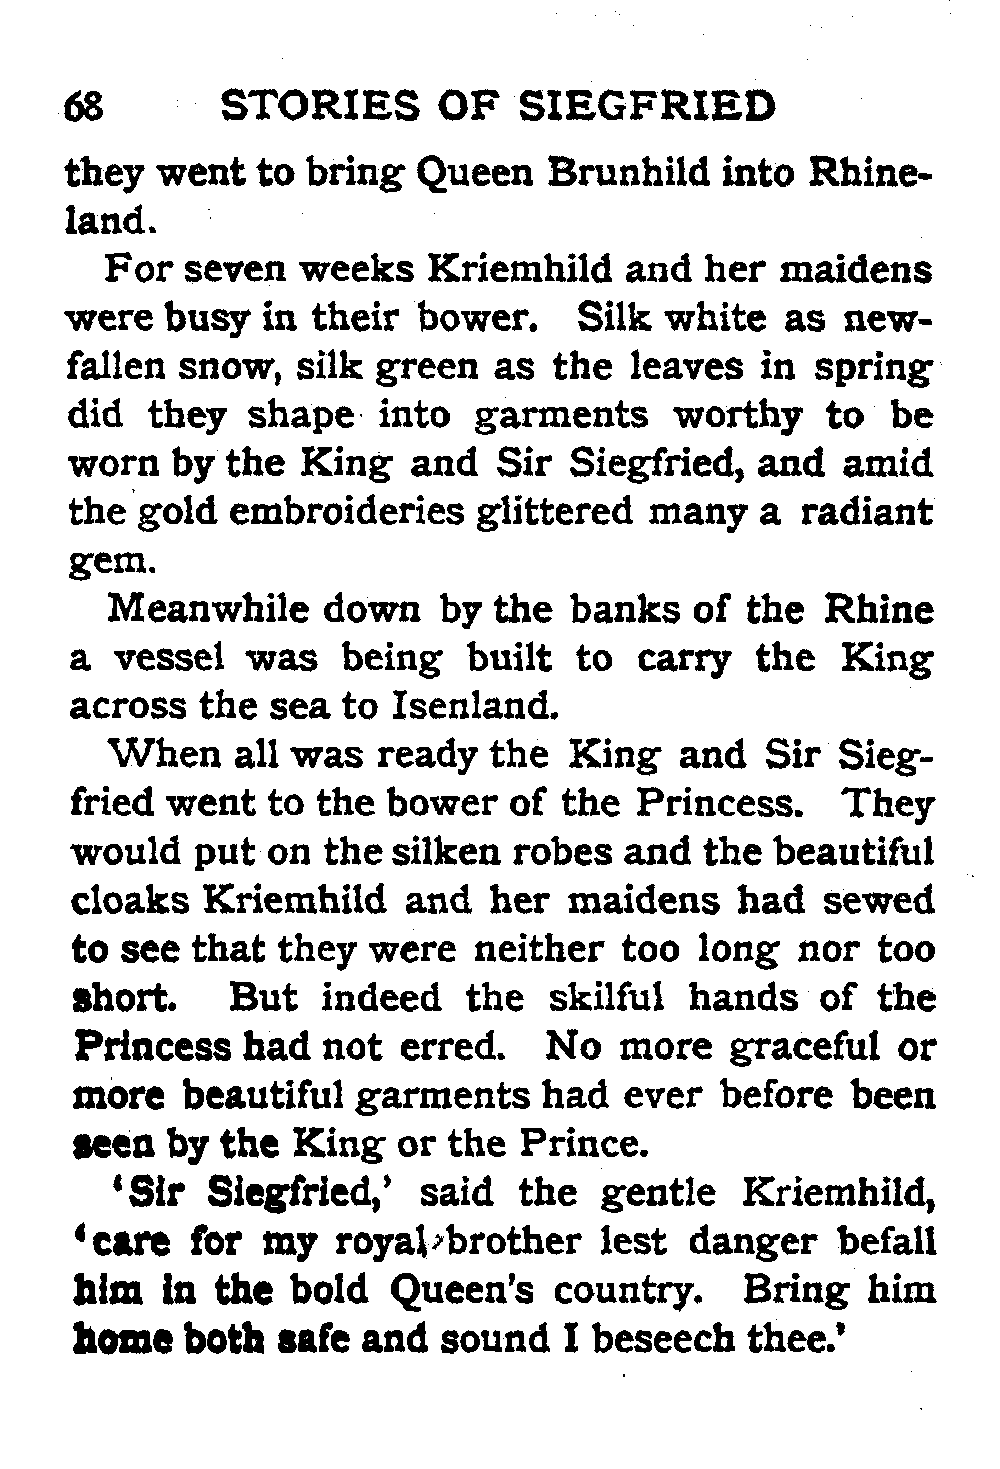 68 STORIES OF SIEGFRIED
they went to bring Queen Brunhild into Rhine-
land.
For seven weeks Kriemhild and her maidens
were busy in their bower. Silk white as new-
fallen snow, silk green as the leaves in spring
did they shape into garments worthy to be
worn by the King and Sir Siegfried, and amid
the gold embroideries glittered many a radiant
gem.
Meanwhile down by the banks of the Rhine
a vessel was being built to carry the King
across the sea to Isenland.
When all was ready the King and Sir Sieg-
fried went to the bower of the Princess. They
would put on the silken robes and the beautiful
cloaks Kriemhild and her maidens had sewed
to see that they were neither too long nor too
short. But indeed the skilful hands of the
Princess had not erred. No more graceful or
more beautiful garments had ever before been
seen by the King or the Prince.
‘Sir Siegfried,’ said the gentle Kriemhild,
‘care for my royal brother lest danger befall
him in the bold Queen's country. Bring him
home both safe and sound I beseech thee.’